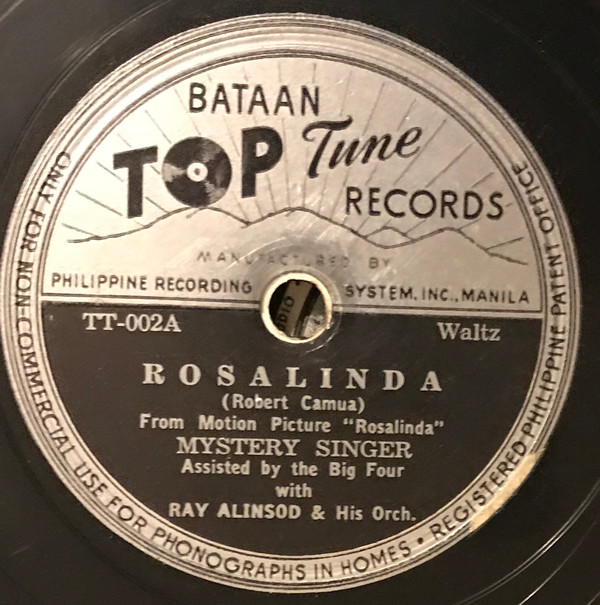 BATAAN
TOP Tune
RECORDS
MANUFACTURED BY
PHILIPPINE RECORDING SYSTEM, INC., MANILA
TT-002A Waltz
ROSALINDA
(Robert Camua)
From Motion Picture "Rosalinda"
MYSTERY SINGER
Assisted by the Big Four
with
RAY ALINSOD & His Orch.
ONLY FOR NON-COMMERCIAL USE FOR PHONOGRAPHS IN HOMES • REGISTERED PHILIPPINE PATENT OFFICE